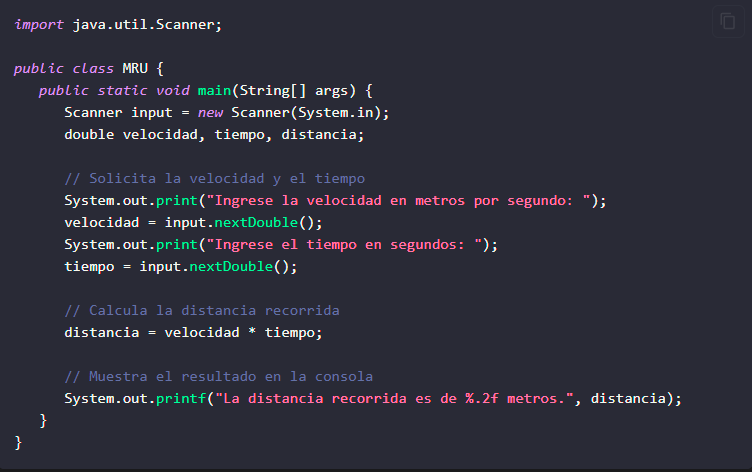 import java.util.Scanner;
public class MRU {
public static void main(String[] args) {
Scanner input = new Scanner(System.in);
double velocidad, tiempo, distancia;
// Solicita la velocidad y el tiempo
System.out.print("Ingrese la velocidad en metros por segundo: ");
velocidad = input.nextDouble();
System.out.print("Ingrese el tiempo en segundos: ");
tiempo = input.nextDouble();
// Calcula la distancia recorrida
distancia = velocidad * tiempo;
// Muestra el resultado en la consola
System.out.printf("La distancia recorrida es de %.2f metros.", distancia);
}
}